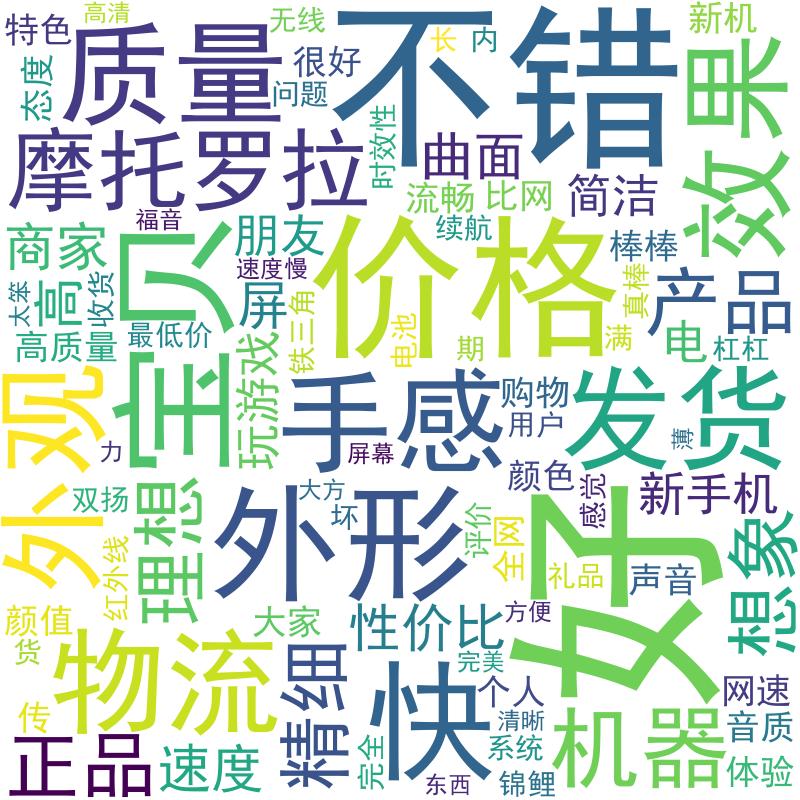 高清
特色
质量
无线
很好
不错
长
内
新机
效果
态度
问题
摩托罗拉
时效性
曲面
流畅
比网
简洁
福音
商家
宝贝
朋友
续航
价格
棒棒
速度慢
太笨
高
收货
屏
铁三角
真棒
产品
最低价
高质量
电池
期
满
电
杠杠
外观
玩游戏
手感
购物
用户
发货
薄
力
屏幕
颜色
感觉
新手机
双扬
理想
大方
外形
坏
评价
全网
好
礼品
声音
想象
红外线
颜值
大家
性价比
方便
货
物流
精细
完美
快
个人
网速
传
清晰
机器
音质
正品
速度
完全
系统
体验
东西
锦鲤